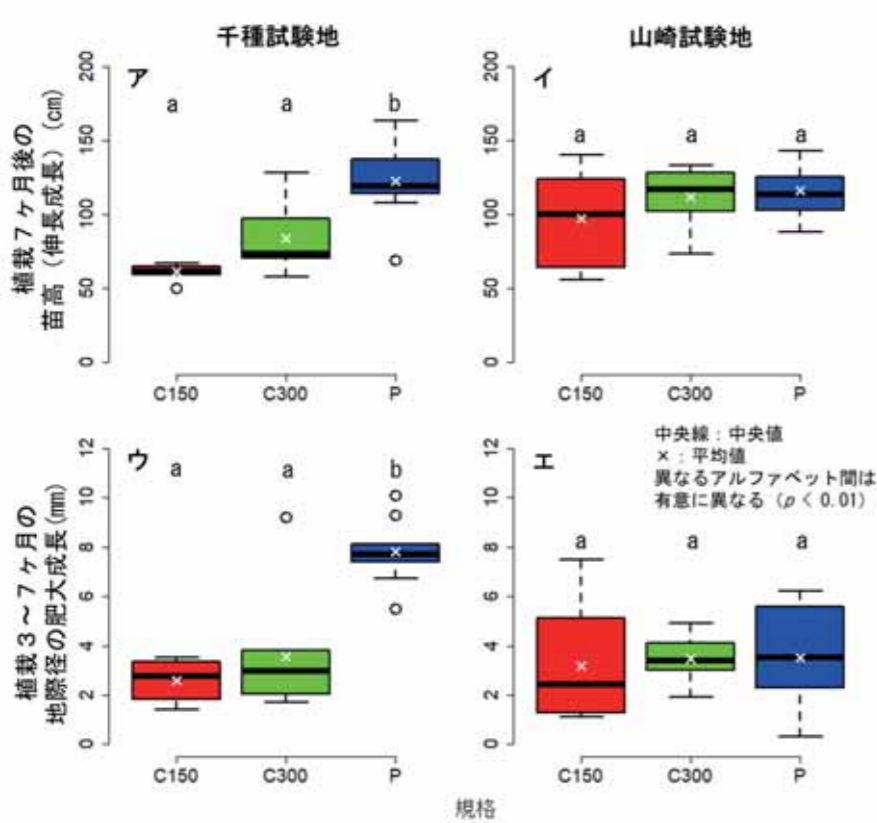 千種試験地
山崎試験地
植栽7ヶ月後の
苗高（伸長成長）(cm)
ア
a a b
200
150
100
50
0
C150 C300 P
イ
a a a
200
150
100
50
0
C150 C300 P
植栽3～7ヶ月の
地際径の肥大成長(mm)
ウ
a a b
12
10
8
6
4
2
0
C150 C300 P
エ
中央線：中央値
×：平均値
異なるアルファベット間は
有意に異なる（p < 0.01）
a a a
12
10
8
6
4
2
0
C150 C300 P
規格